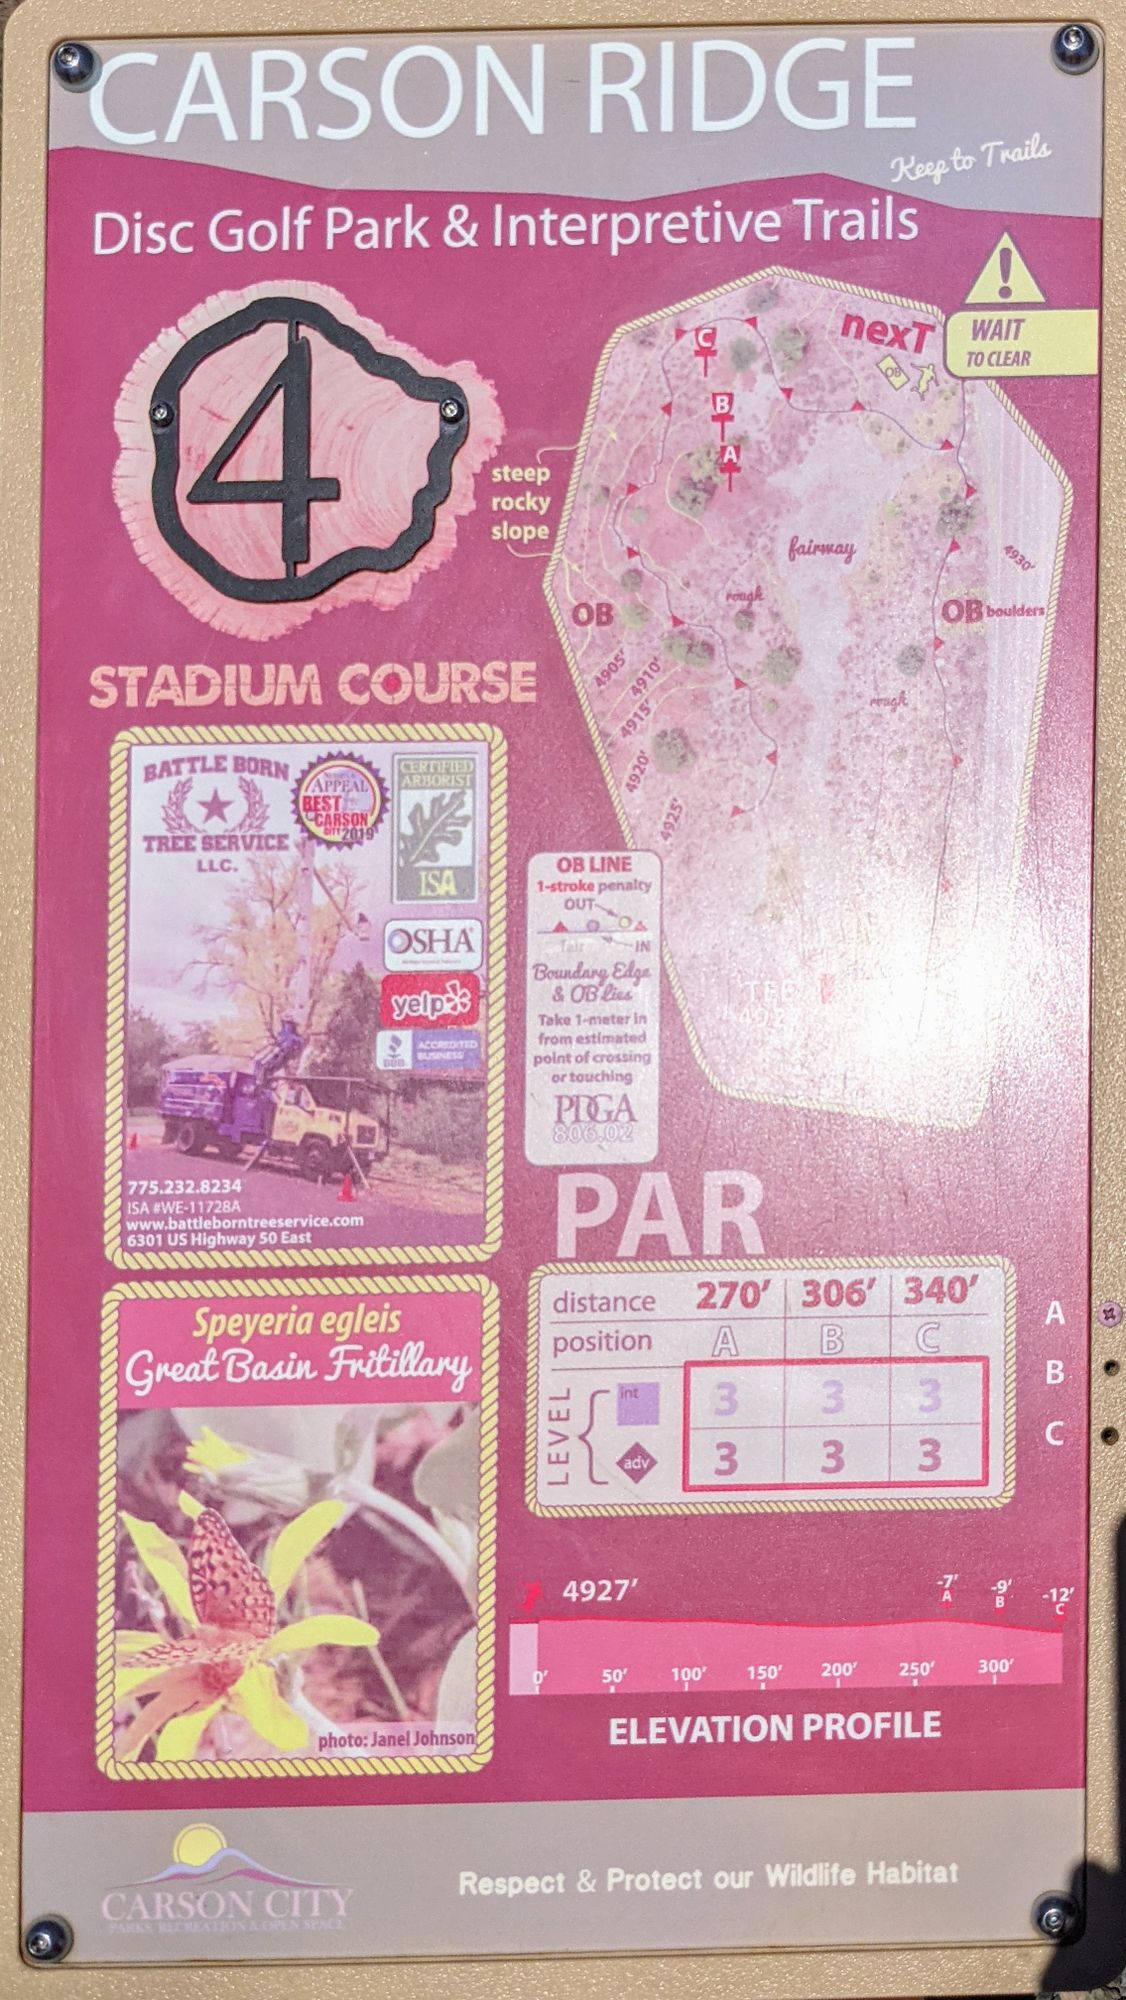 CARSON RIDGE
Keep to Trails
Disc Golf Park & Interpretive Trails
4
STADIUM COURSE
WAIT
TO CLEAR
nexT
OB
C
B
A
steep
rocky
slope
fairway
rough
OB
OB boulders
rough
4930'
4905'
4910'
4915'
4920'
4925'
TEE
OB LINE
1-stroke penalty
OUT
fair
IN
Boundary Edge
& OB Lies
Take 1-meter in
from estimated
point of crossing
or touching
PDGA
806.02
BATTLE BORN
TREE SERVICE
LLC.
APPEAL
BEST
CARSON
CITY 2019
CERTIFIED
ARBORIST
ISA
OSHA
yelp
BBB
ACCREDITED
BUSINESS
775.232.8234
ISA #WE-11728A
www.battleborntreeservice.com
6301 US Highway 50 East
Speyeria egleis
Great Basin Fritillary
photo: Janel Johnson
PAR
distance 270' 306' 340'
position A B C
LEVEL
int 3 3 3
adv 3 3 3
A
B
C
4927'
-7' A
-9' B
-12' C
0' 50' 100' 150' 200' 250' 300'
ELEVATION PROFILE
CARSON CITY
PARKS, RECREATION & OPEN SPACE
Respect & Protect our Wildlife Habitat